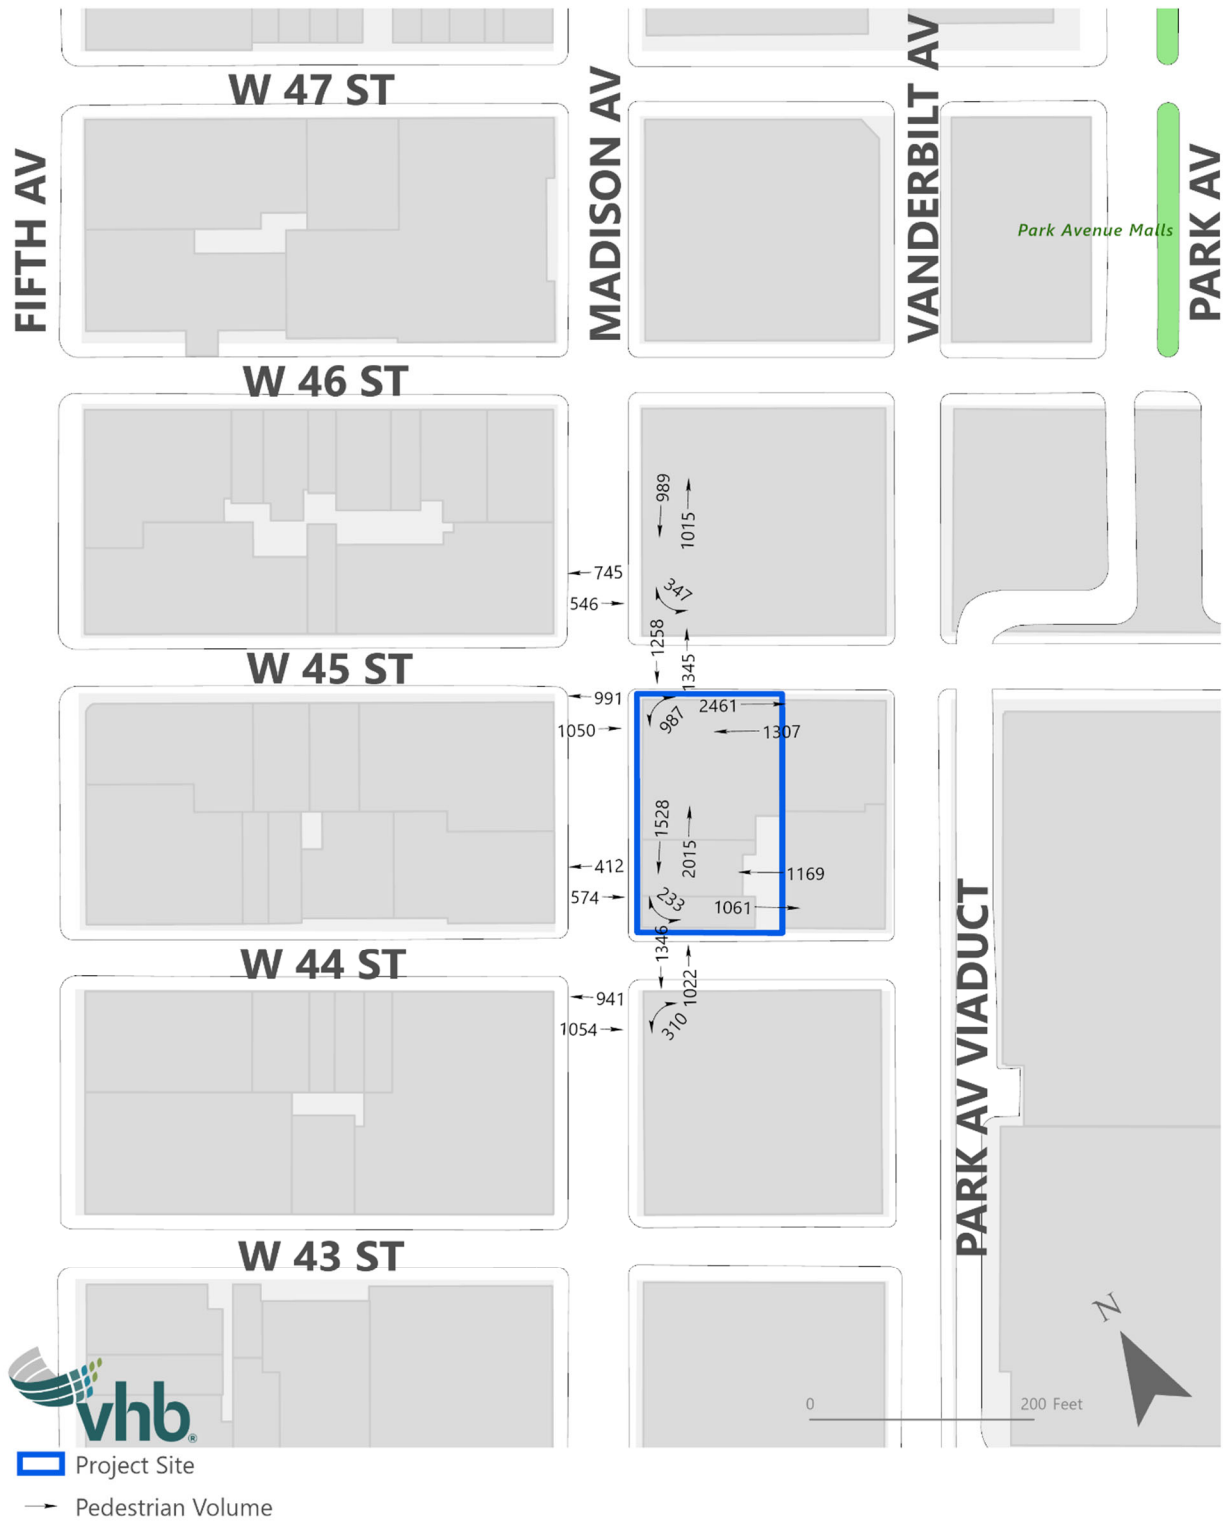 W 47 ST
FIFTH AV
MADISON AV
VANDERBILT AV
PARK AV
Park Avenue Malls
W 46 ST
989
1015
745
347
546
1258
1345
W 45 ST
991
2461
987
1050
1307
1528
2015
412
1169
574
233
1061
1346
W 44 ST
1022
941
1054
310
PARK AV VIADUCT
W 43 ST
N
0 200 Feet
vhb®
Project Site
Pedestrian Volume